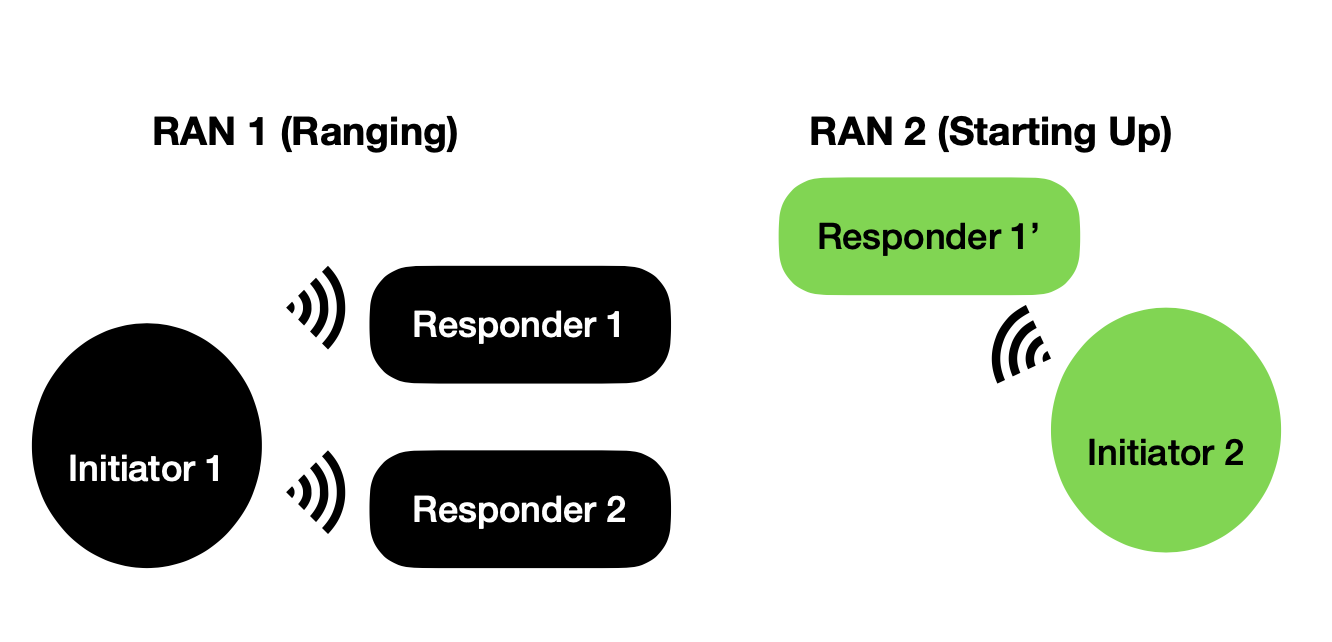 RAN 1 (Ranging)
RAN 2 (Starting Up)
Responder 1’
Responder 1
Initiator 1
Initiator 2
Responder 2